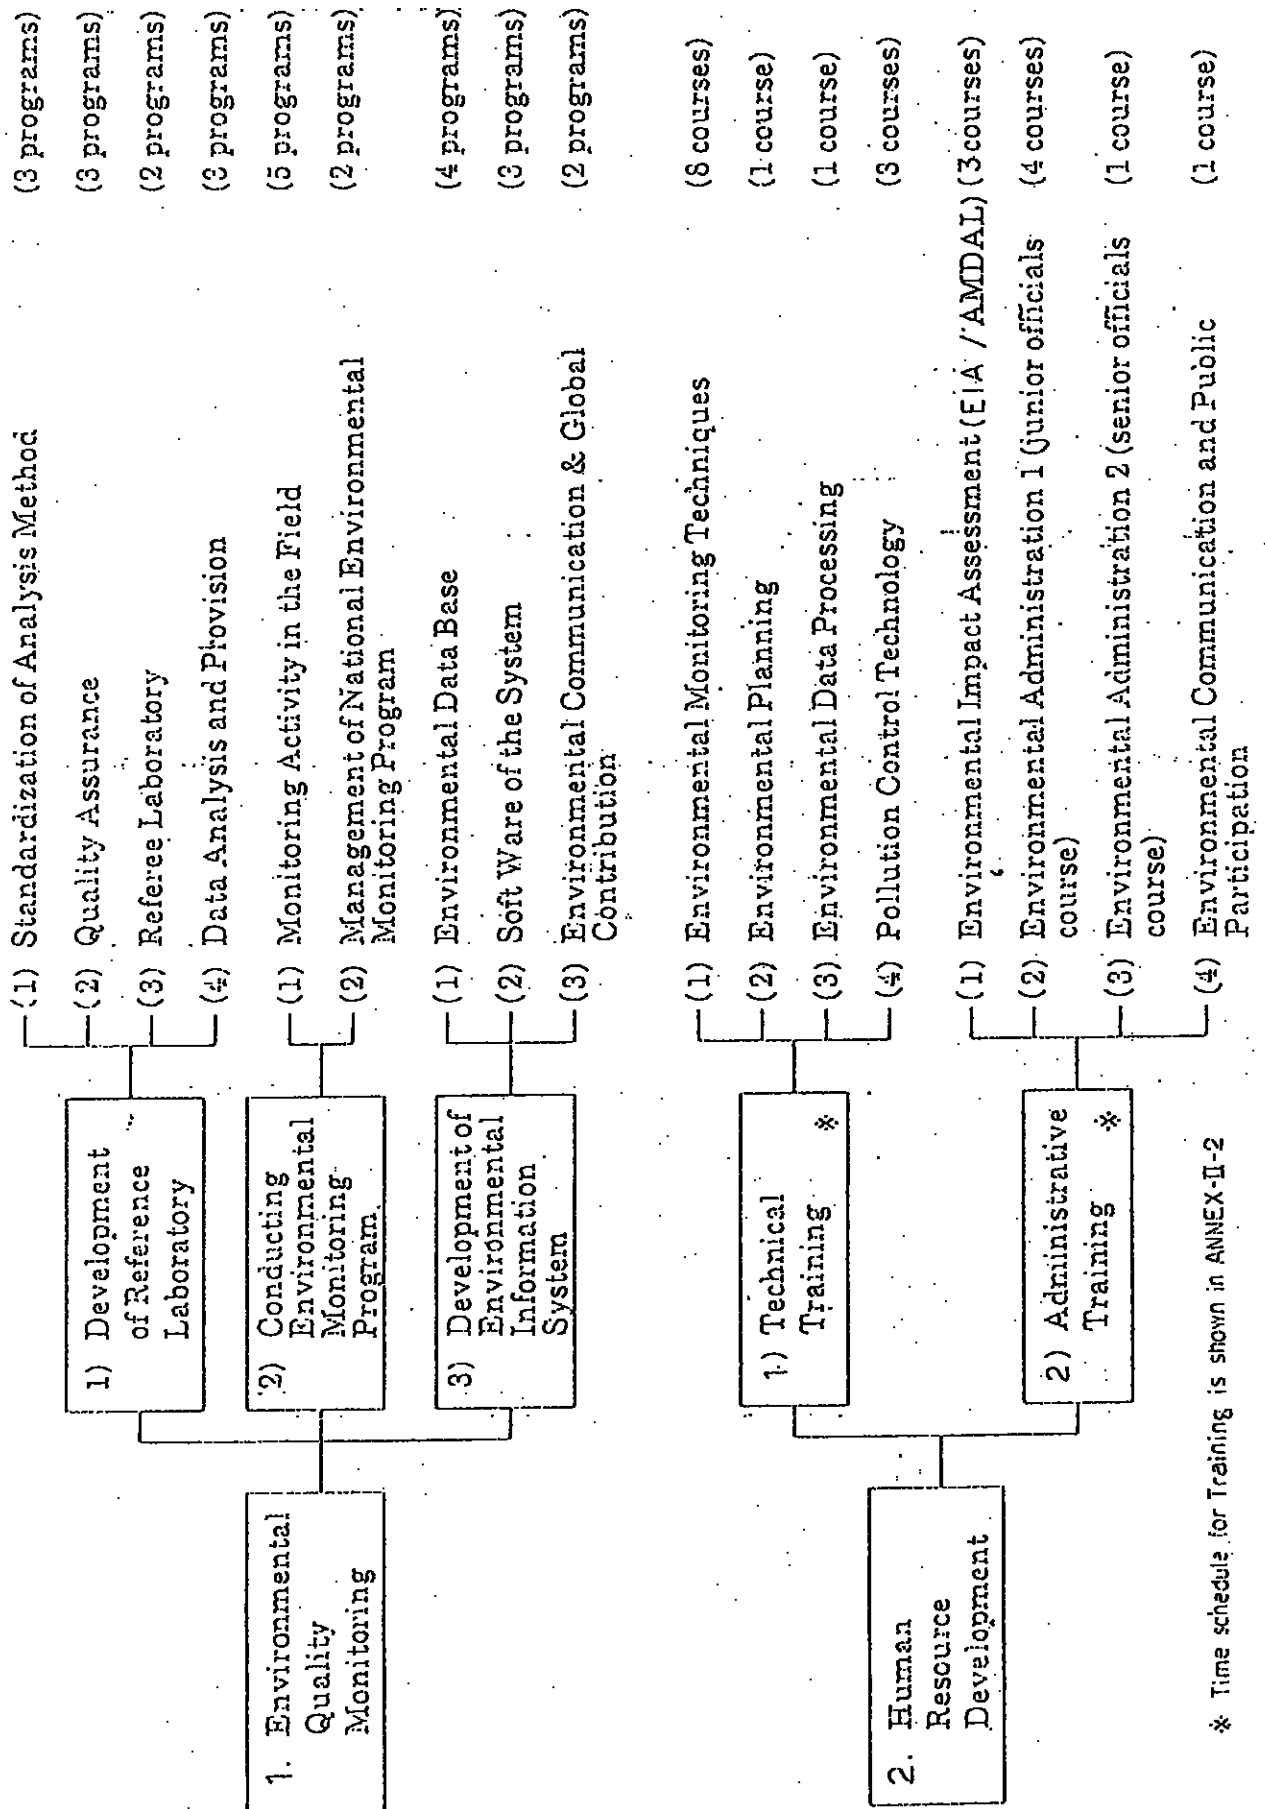 1. Environmental
Quality
Monitoring
1) Development
of Reference
Laboratory
(1) Standardization of Analysis Method (3 programs)
(2) Quality Assurance (3 programs)
(3) Referee Laboratory (2 programs)
(4) Data Analysis and Provision (3 programs)
2) Conducting
Environmental
Monitoring
Program
(1) Monitoring Activity in the Field (5 programs)
(2) Management of National Environmental (2 programs)
Monitoring Program
3) Development of
Environmental
Information
System
(1) Environmental Data Base (4 programs)
(2) Soft Ware of the System (3 programs)
(3) Environmental Communication & Global (2 programs)
Contribution
2. Human
Resource
Development
1) Technical
Training *
(1) Environmental Monitoring Techniques (8 courses)
(2) Environmental Planning (1 course)
(3) Environmental Data Processing (1 course)
(4) Pollution Control Technology (8 courses)
2) Administrative
Training *
(1) Environmental Impact Assessment (EIA / AMDAL) (3 courses)
(2) Environmental Administration 1 (junior officials (4 courses)
course)
(3) Environmental Administration 2 (senior officials (1 course)
course)
(4) Environmental Communication and Public (1 course)
Participation
* Time schedule for Training is shown in ANNEX-II-2